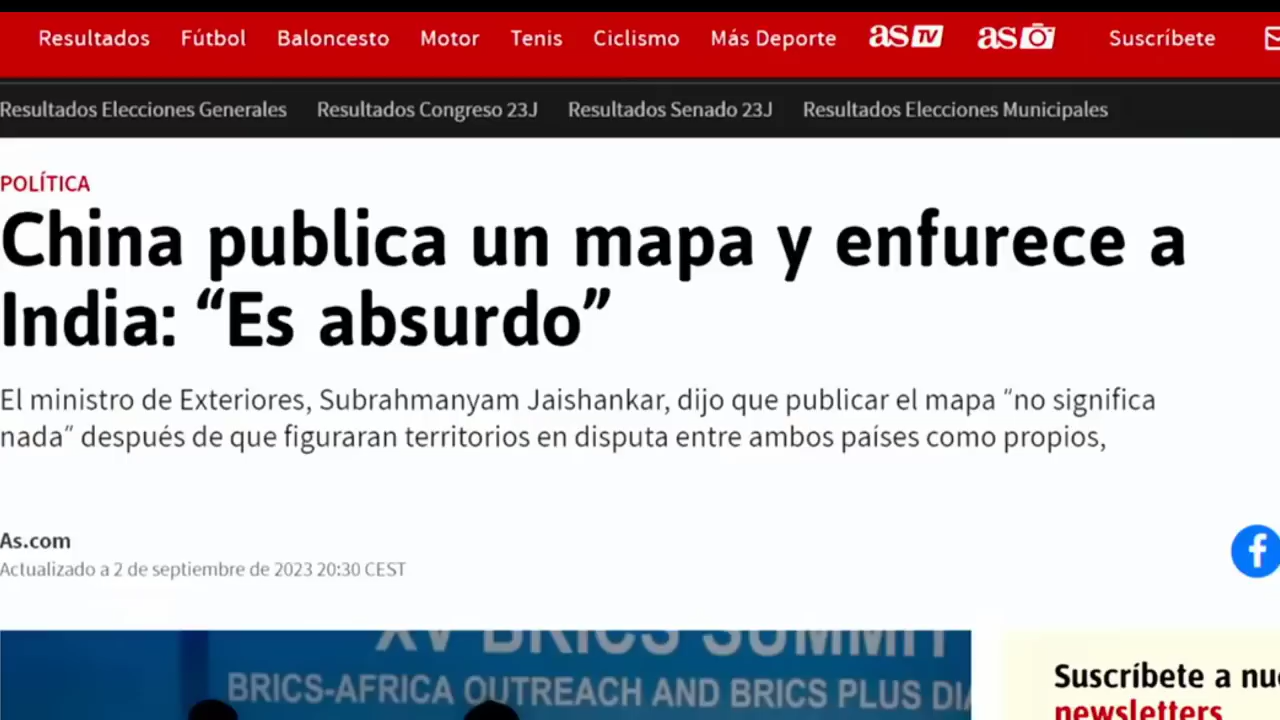 Resultados Fútbol Baloncesto Motor Tenis Ciclismo Más Deporte as TV as Suscríbete
Resultados Elecciones Generales Resultados Congreso 23J Resultados Senado 23J Resultados Elecciones Municipales
POLÍTICA
China publica un mapa y enfurece a
India: “Es absurdo”
El ministro de Exteriores, Subrahmanyam Jaishankar, dijo que publicar el mapa "no significa
nada" después de que figuraran territorios en disputa entre ambos países como propios,
As.com
Actualizado a 2 de septiembre de 2023 20:30 CEST
XV BRICS SUMMIT
BRICS-AFRICA OUTREACH AND BRICS PLUS
Suscríbete a
newsletters